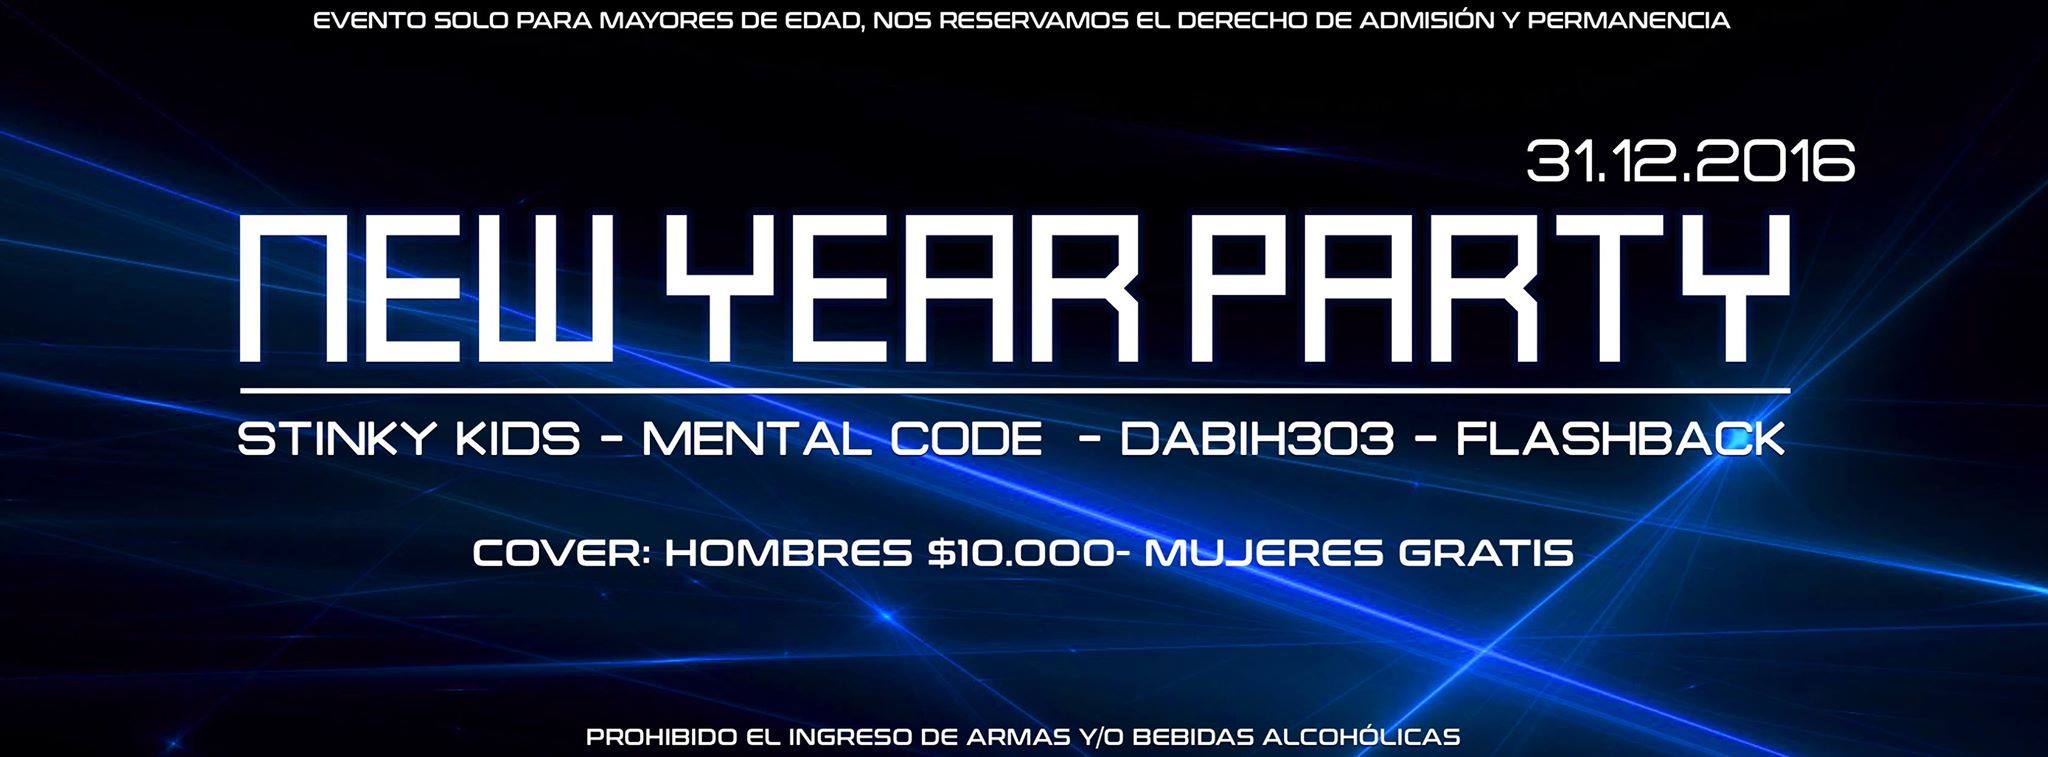 EVENTO SOLO PARA MAYORES DE EDAD, NOS RESERVAMOS EL DERECHO DE ADMISIÓN Y PERMANENCIA
31.12.2016
NEW YEAR PARTY
STINKY KIDS - MENTAL CODE - DABIH303 - FLASHBACK
COVER: HOMBRES $10.000- MUJERES GRATIS
PROHIBIDO EL INGRESO DE ARMAS Y/O BEBIDAS ALCOHÓLICAS